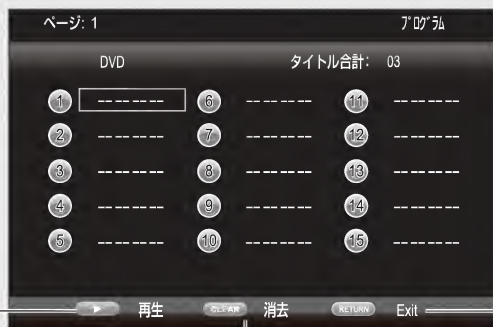 ページ: 1 プログラム
DVD タイトル合計: 03
1 -------- 6 -------- 11 --------
2 -------- 7 -------- 12 --------
3 -------- 8 -------- 13 --------
4 -------- 9 -------- 14 --------
5 -------- 10 -------- 15 --------
再生 CLEAR 消去 RETURN Exit